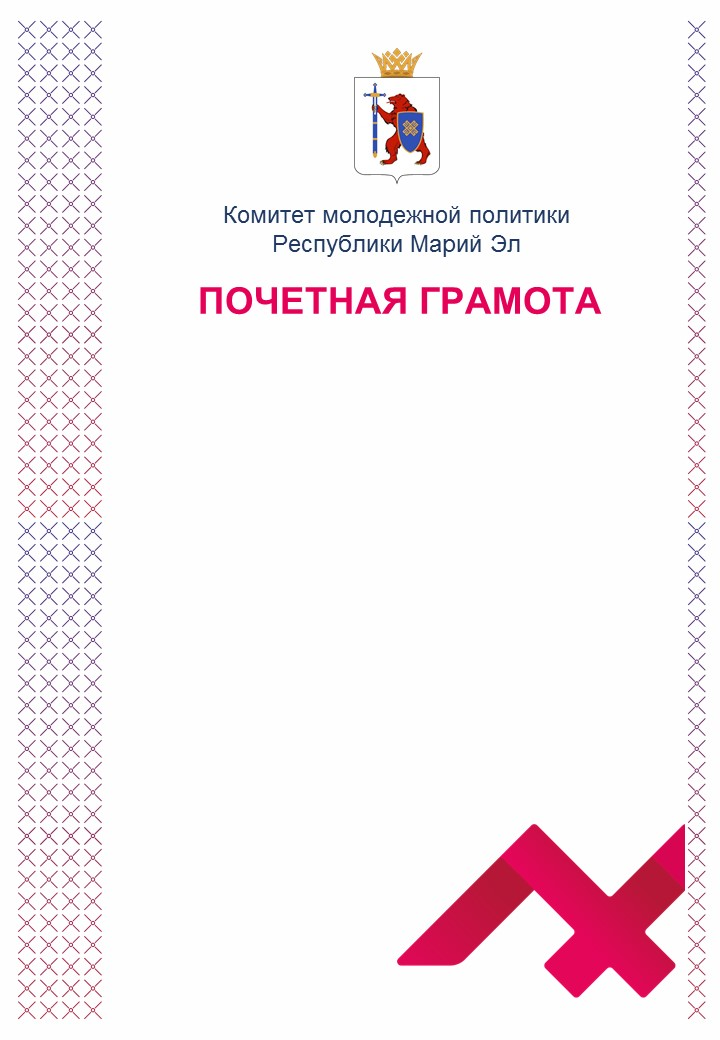 Комитет молодежной политики
Республики Марий Эл
ПОЧЕТНАЯ ГРАМОТА